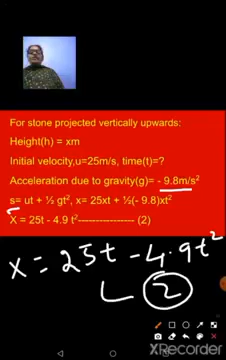 For stone projected vertically upwards:
Height(h) = xm
Initial velocity,u=25m/s, time(t)=?
Acceleration due to gravity(g)= - 9.8m/s²
s= ut + ½ gt², x= 25xt + ½(- 9.8)xt²
X = 25t - 4.9 t²---------------- (2)
x = 25t - 4.9t²
2
XRecorder